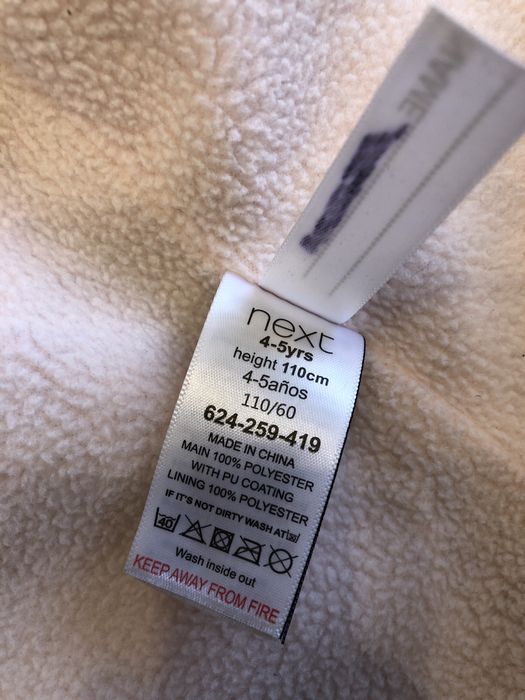 NAME
next
4-5yrs
height 110cm
4-5años
110/60
624-259-419
MADE IN CHINA
MAIN 100% POLYESTER
WITH PU COATING
LINING 100% POLYESTER
IF IT'S NOT DIRTY WASH AT 30
40
Wash inside out
KEEP AWAY FROM FIRE